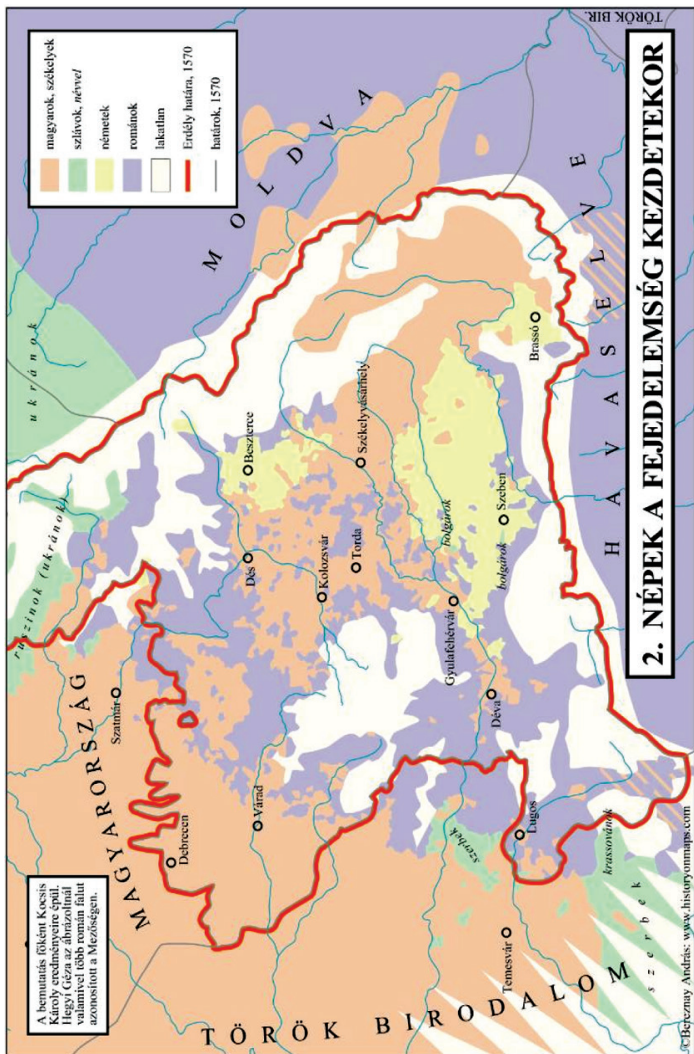 2. NÉPEK A FEJEDELEMSÉG KEZDETEKOR
A bemutatás főként Kocsis
Károly eredményeire épül.
Hegyi Géza az ábrázoltnál
valamivel több román falut
azonosított a Mezőségen.
magyarok, székelyek
szlávok, névvel
németek
románok
lakatlan
Erdély határa, 1570
határok, 1570
MAGYARORSZÁG
ruszinok (ukránok)
ukránok
MOLDVA
TÖRÖK BIR.
Szatmár
Debrecen
Várad
Dés
Beszterce
Kolozsvár
Torda
Székelyvásárhely
Gyulafehérvár
bolgárok
bolgárok
Szeben
Brassó
Déva
szerbek
Lugos
Temesvár
krassovánok
szerbek
TÖRÖK BIRODALOM
HAVASELVE
© Bereznay András: www.historyonmaps.com